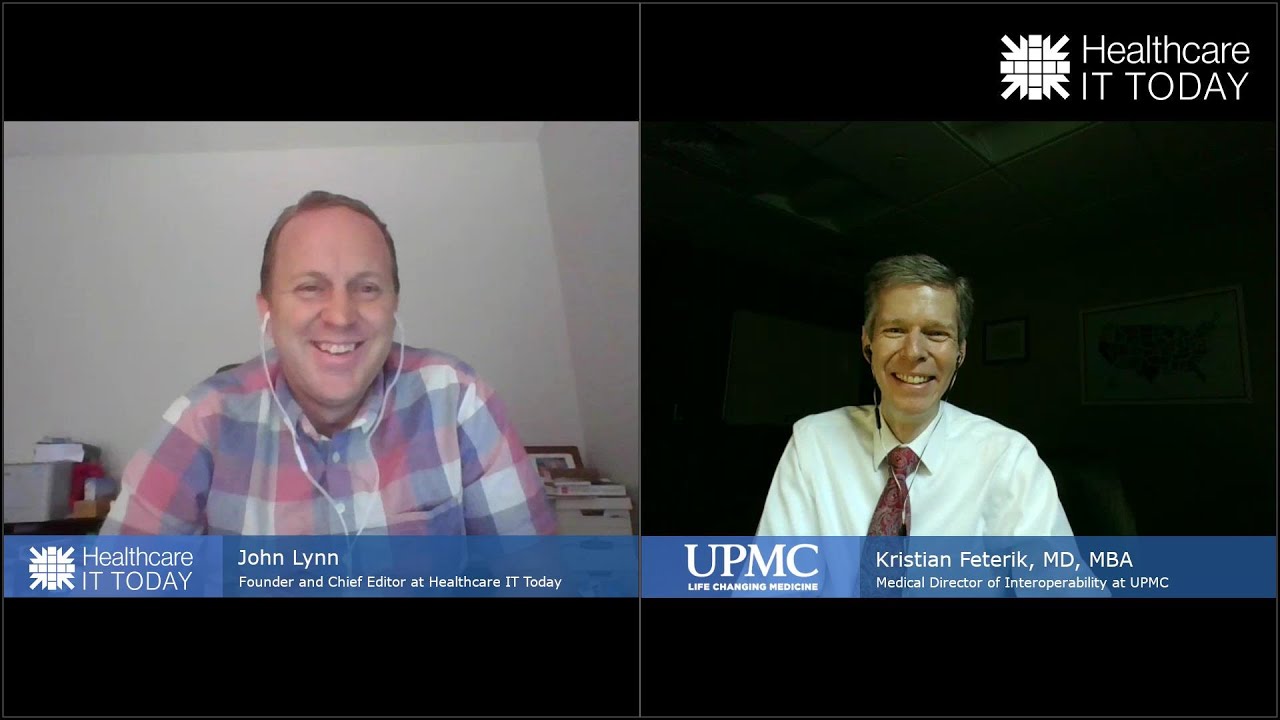 Healthcare
IT TODAY
Healthcare
IT TODAY
John Lynn
Founder and Chief Editor at Healthcare IT Today
UPMC
LIFE CHANGING MEDICINE
Kristian Feterik, MD, MBA
Medical Director of Interoperability at UPMC